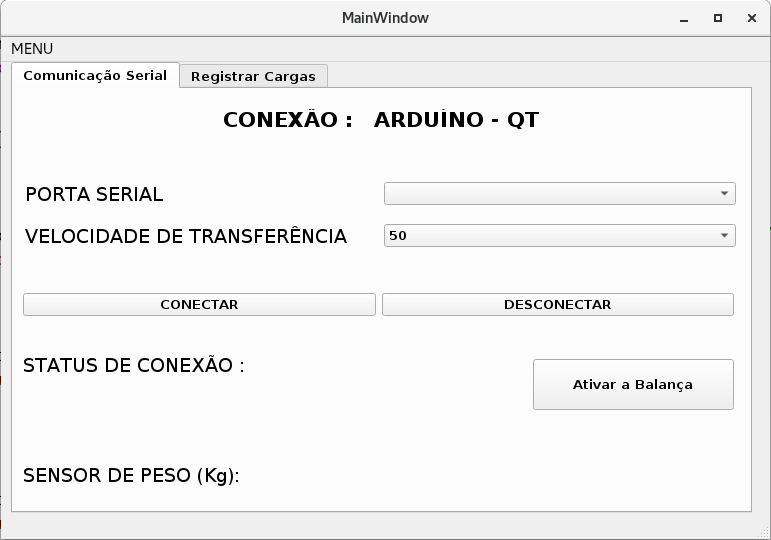 MainWindow
MENU
Comunicação Serial Registrar Cargas
CONEXÃO : ARDUÍNO - QT
PORTA SERIAL
VELOCIDADE DE TRANSFERÊNCIA 50
CONECTAR DESCONECTAR
STATUS DE CONEXÃO :
Ativar a Balança
SENSOR DE PESO (Kg):